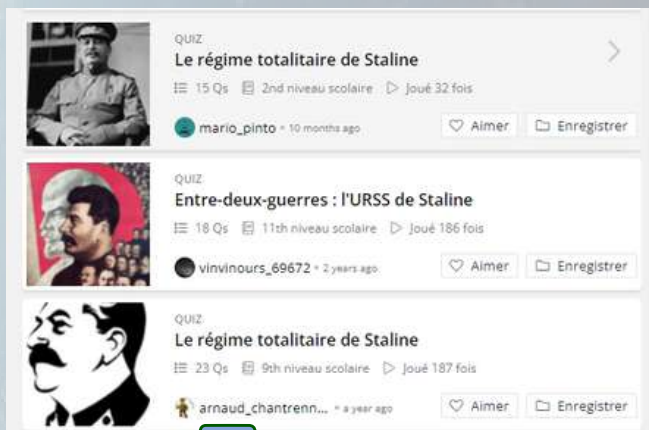 QUIZ
Le régime totalitaire de Staline
15 Qs 2nd niveau scolaire Joué 32 fois
mario_pinto • 10 months ago Aimer Enregistrer
QUIZ
Entre-deux-guerres : l'URSS de Staline
18 Qs 11th niveau scolaire Joué 186 fois
vinvinours_69672 • 2 years ago Aimer Enregistrer
QUIZ
Le régime totalitaire de Staline
23 Qs 9th niveau scolaire Joué 187 fois
arnaud_chantrenn... • a year ago Aimer Enregistrer